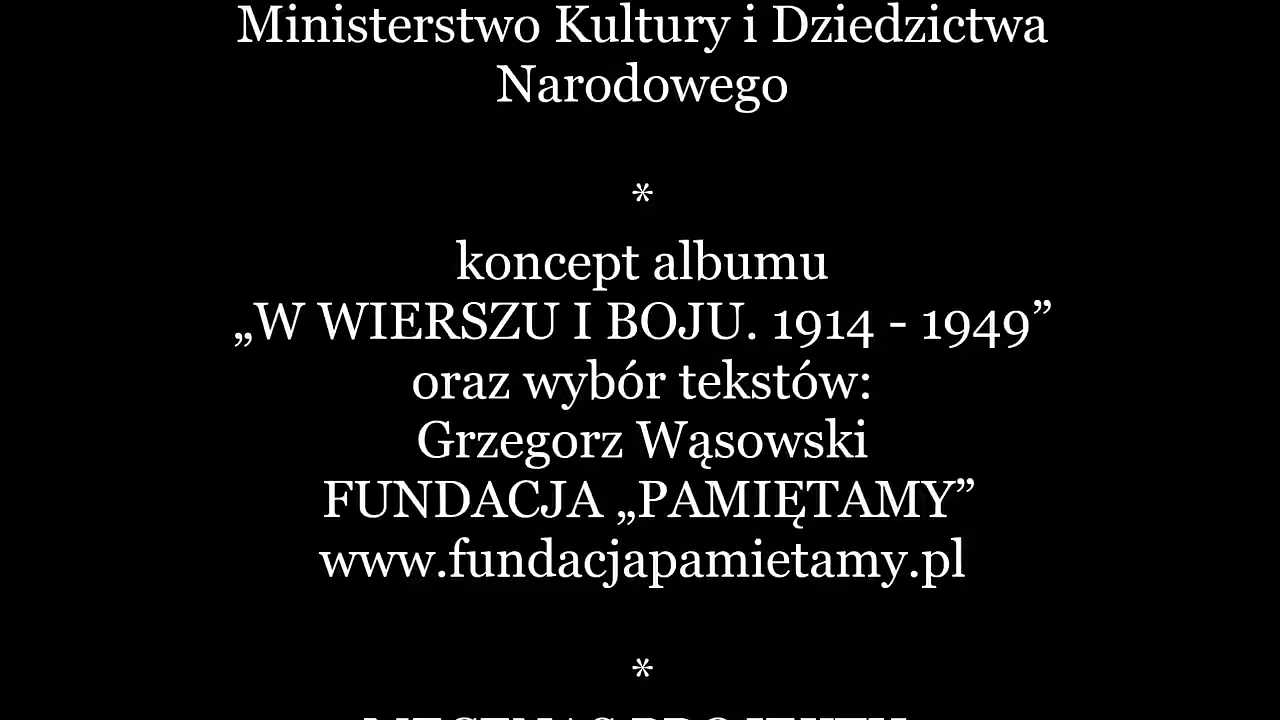 Ministerstwo Kultury i Dziedzictwa
Narodowego
*
koncept albumu
„W WIERSZU I BOJU. 1914 - 1949”
oraz wybór tekstów:
Grzegorz Wąsowski
FUNDACJA „PAMIĘTAMY”
www.fundacjapamietamy.pl
*